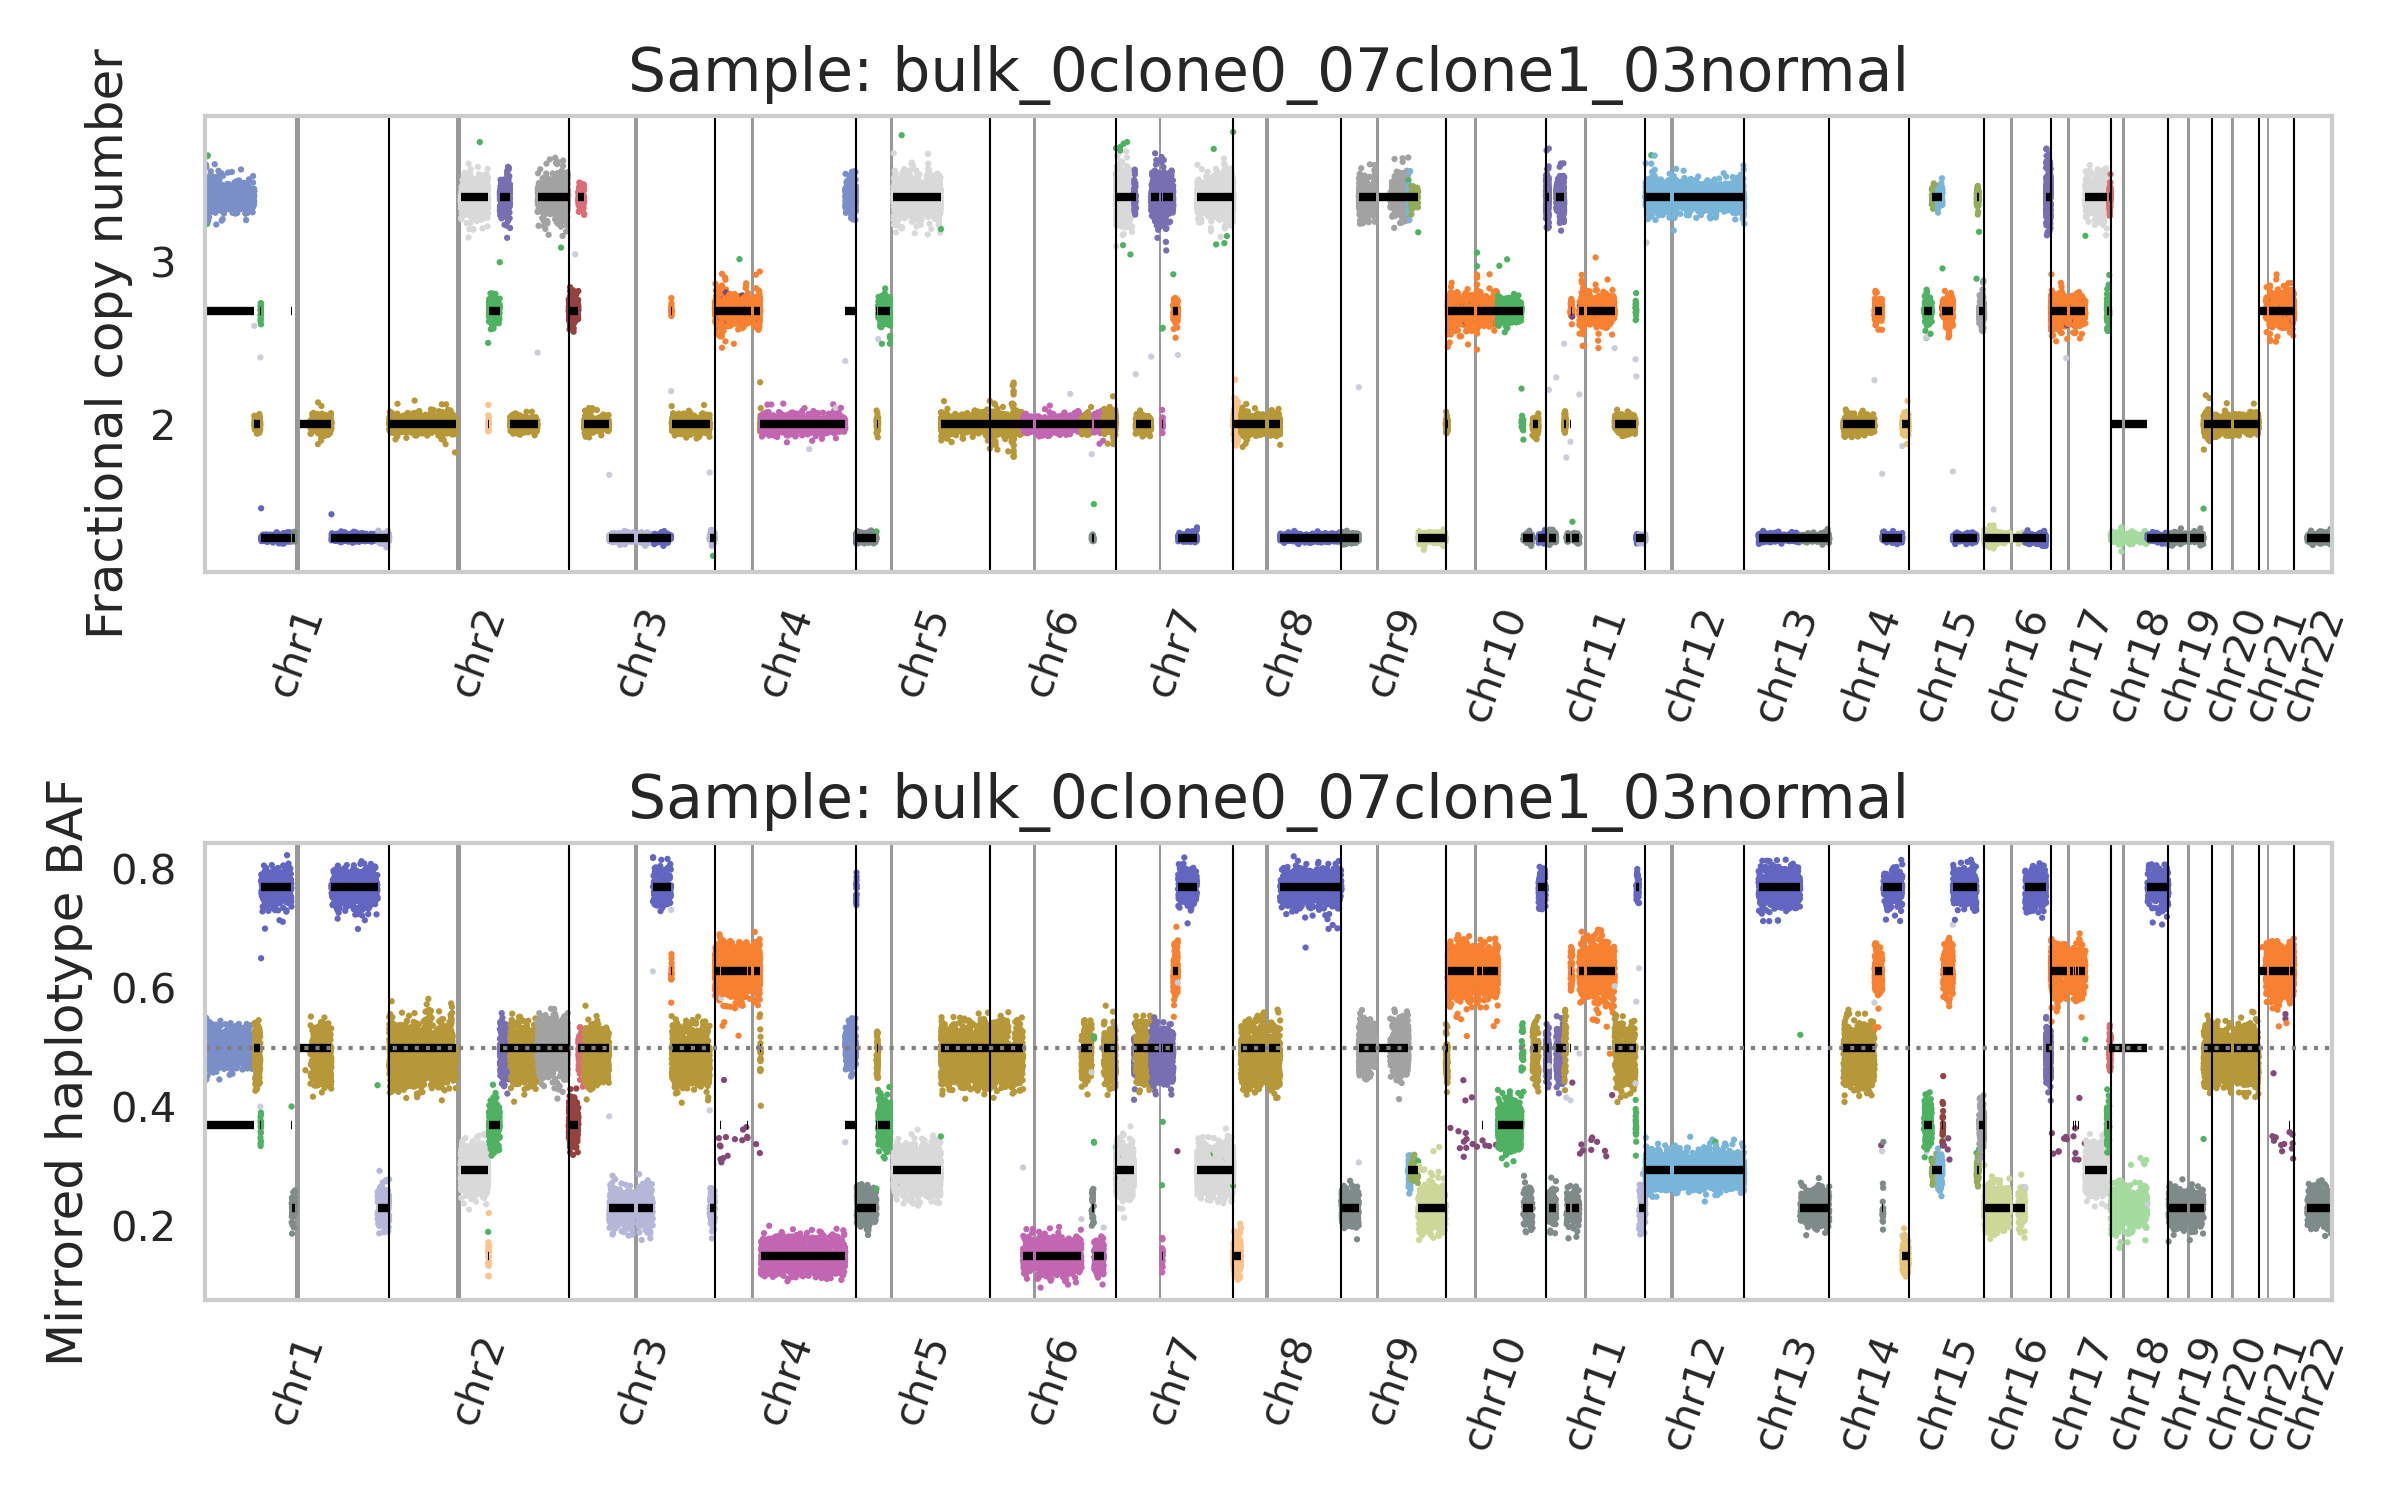 Sample: bulk_0clone0_07clone1_03normal
Fractional copy number
3
2
chr1 chr2 chr3 chr4 chr5 chr6 chr7 chr8 chr9 chr10 chr11 chr12 chr13 chr14 chr15 chr16 chr17 chr18 chr19 chr20 chr21 chr22
Sample: bulk_0clone0_07clone1_03normal
Mirrored haplotype BAF
0.8
0.6
0.4
0.2
chr1 chr2 chr3 chr4 chr5 chr6 chr7 chr8 chr9 chr10 chr11 chr12 chr13 chr14 chr15 chr16 chr17 chr18 chr19 chr20 chr21 chr22